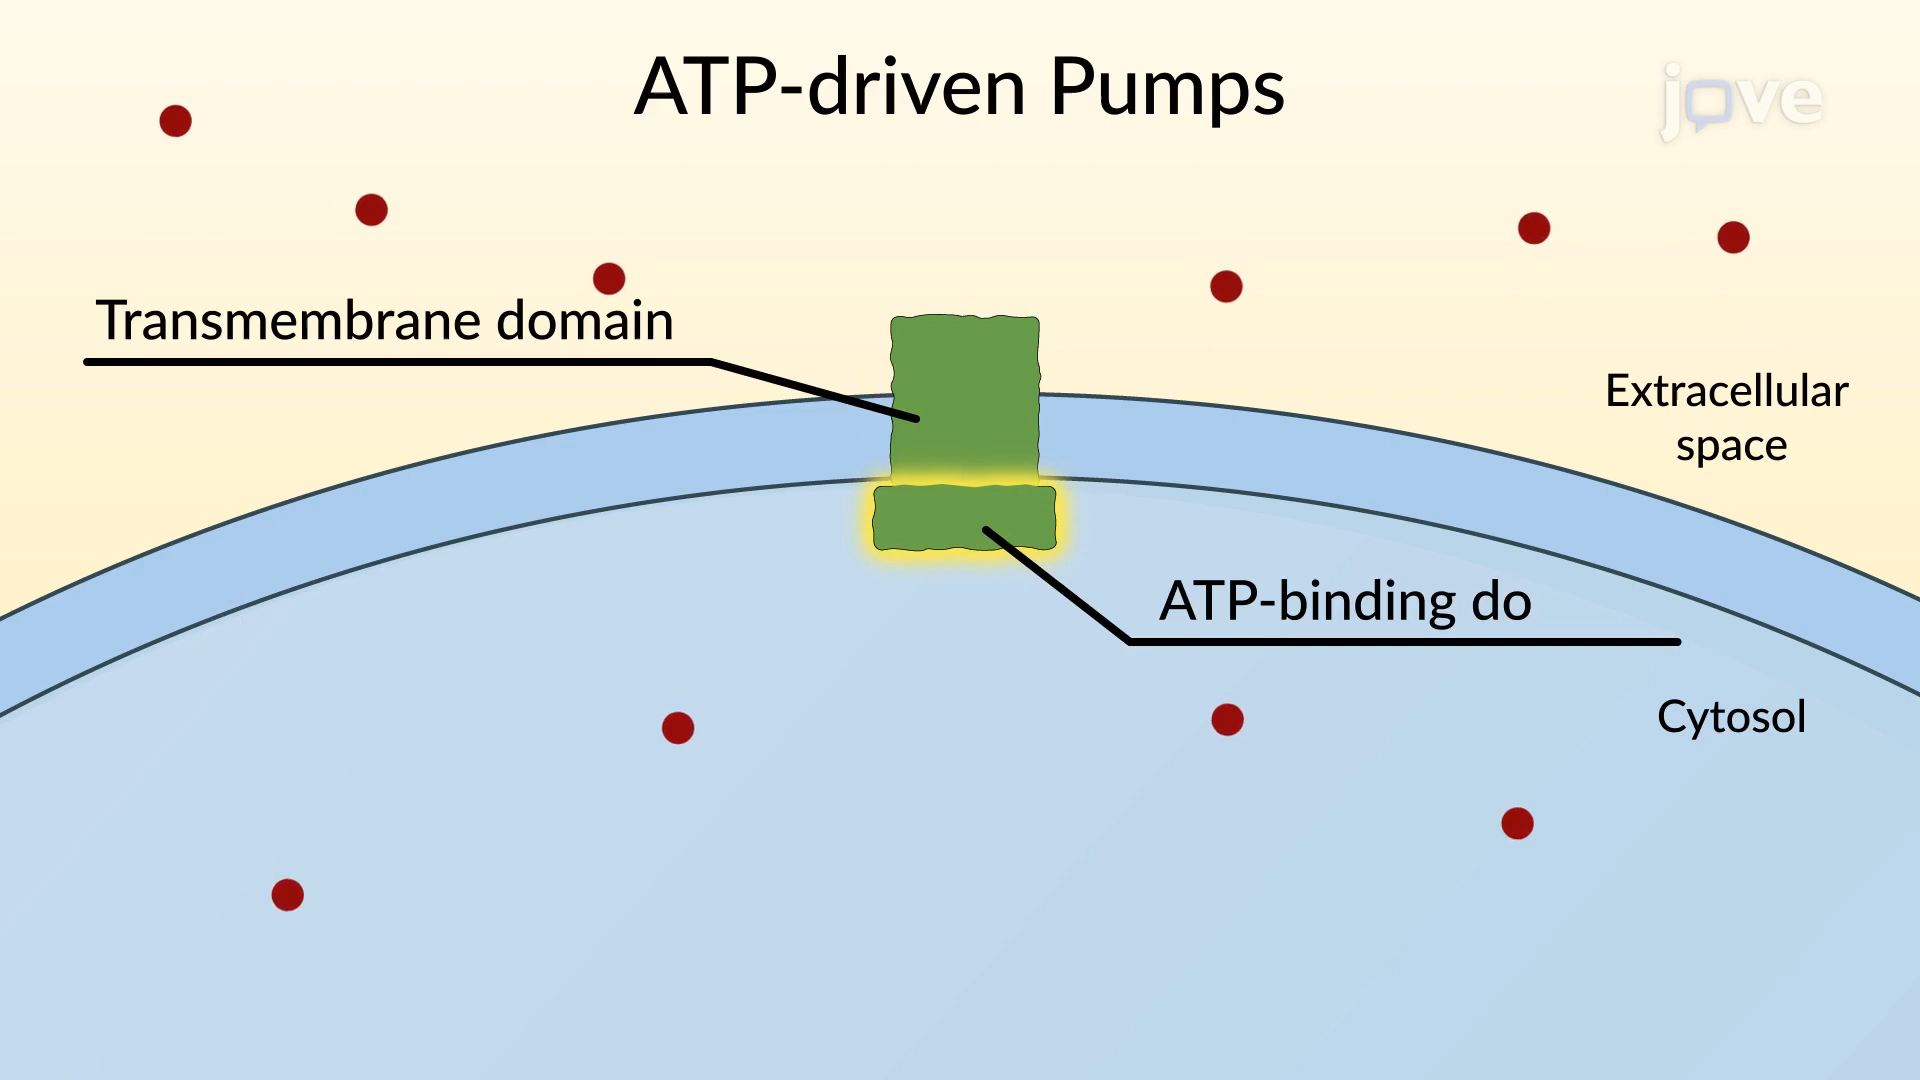 ATP-driven Pumps
jove
Transmembrane domain
Extracellular
space
ATP-binding do
Cytosol